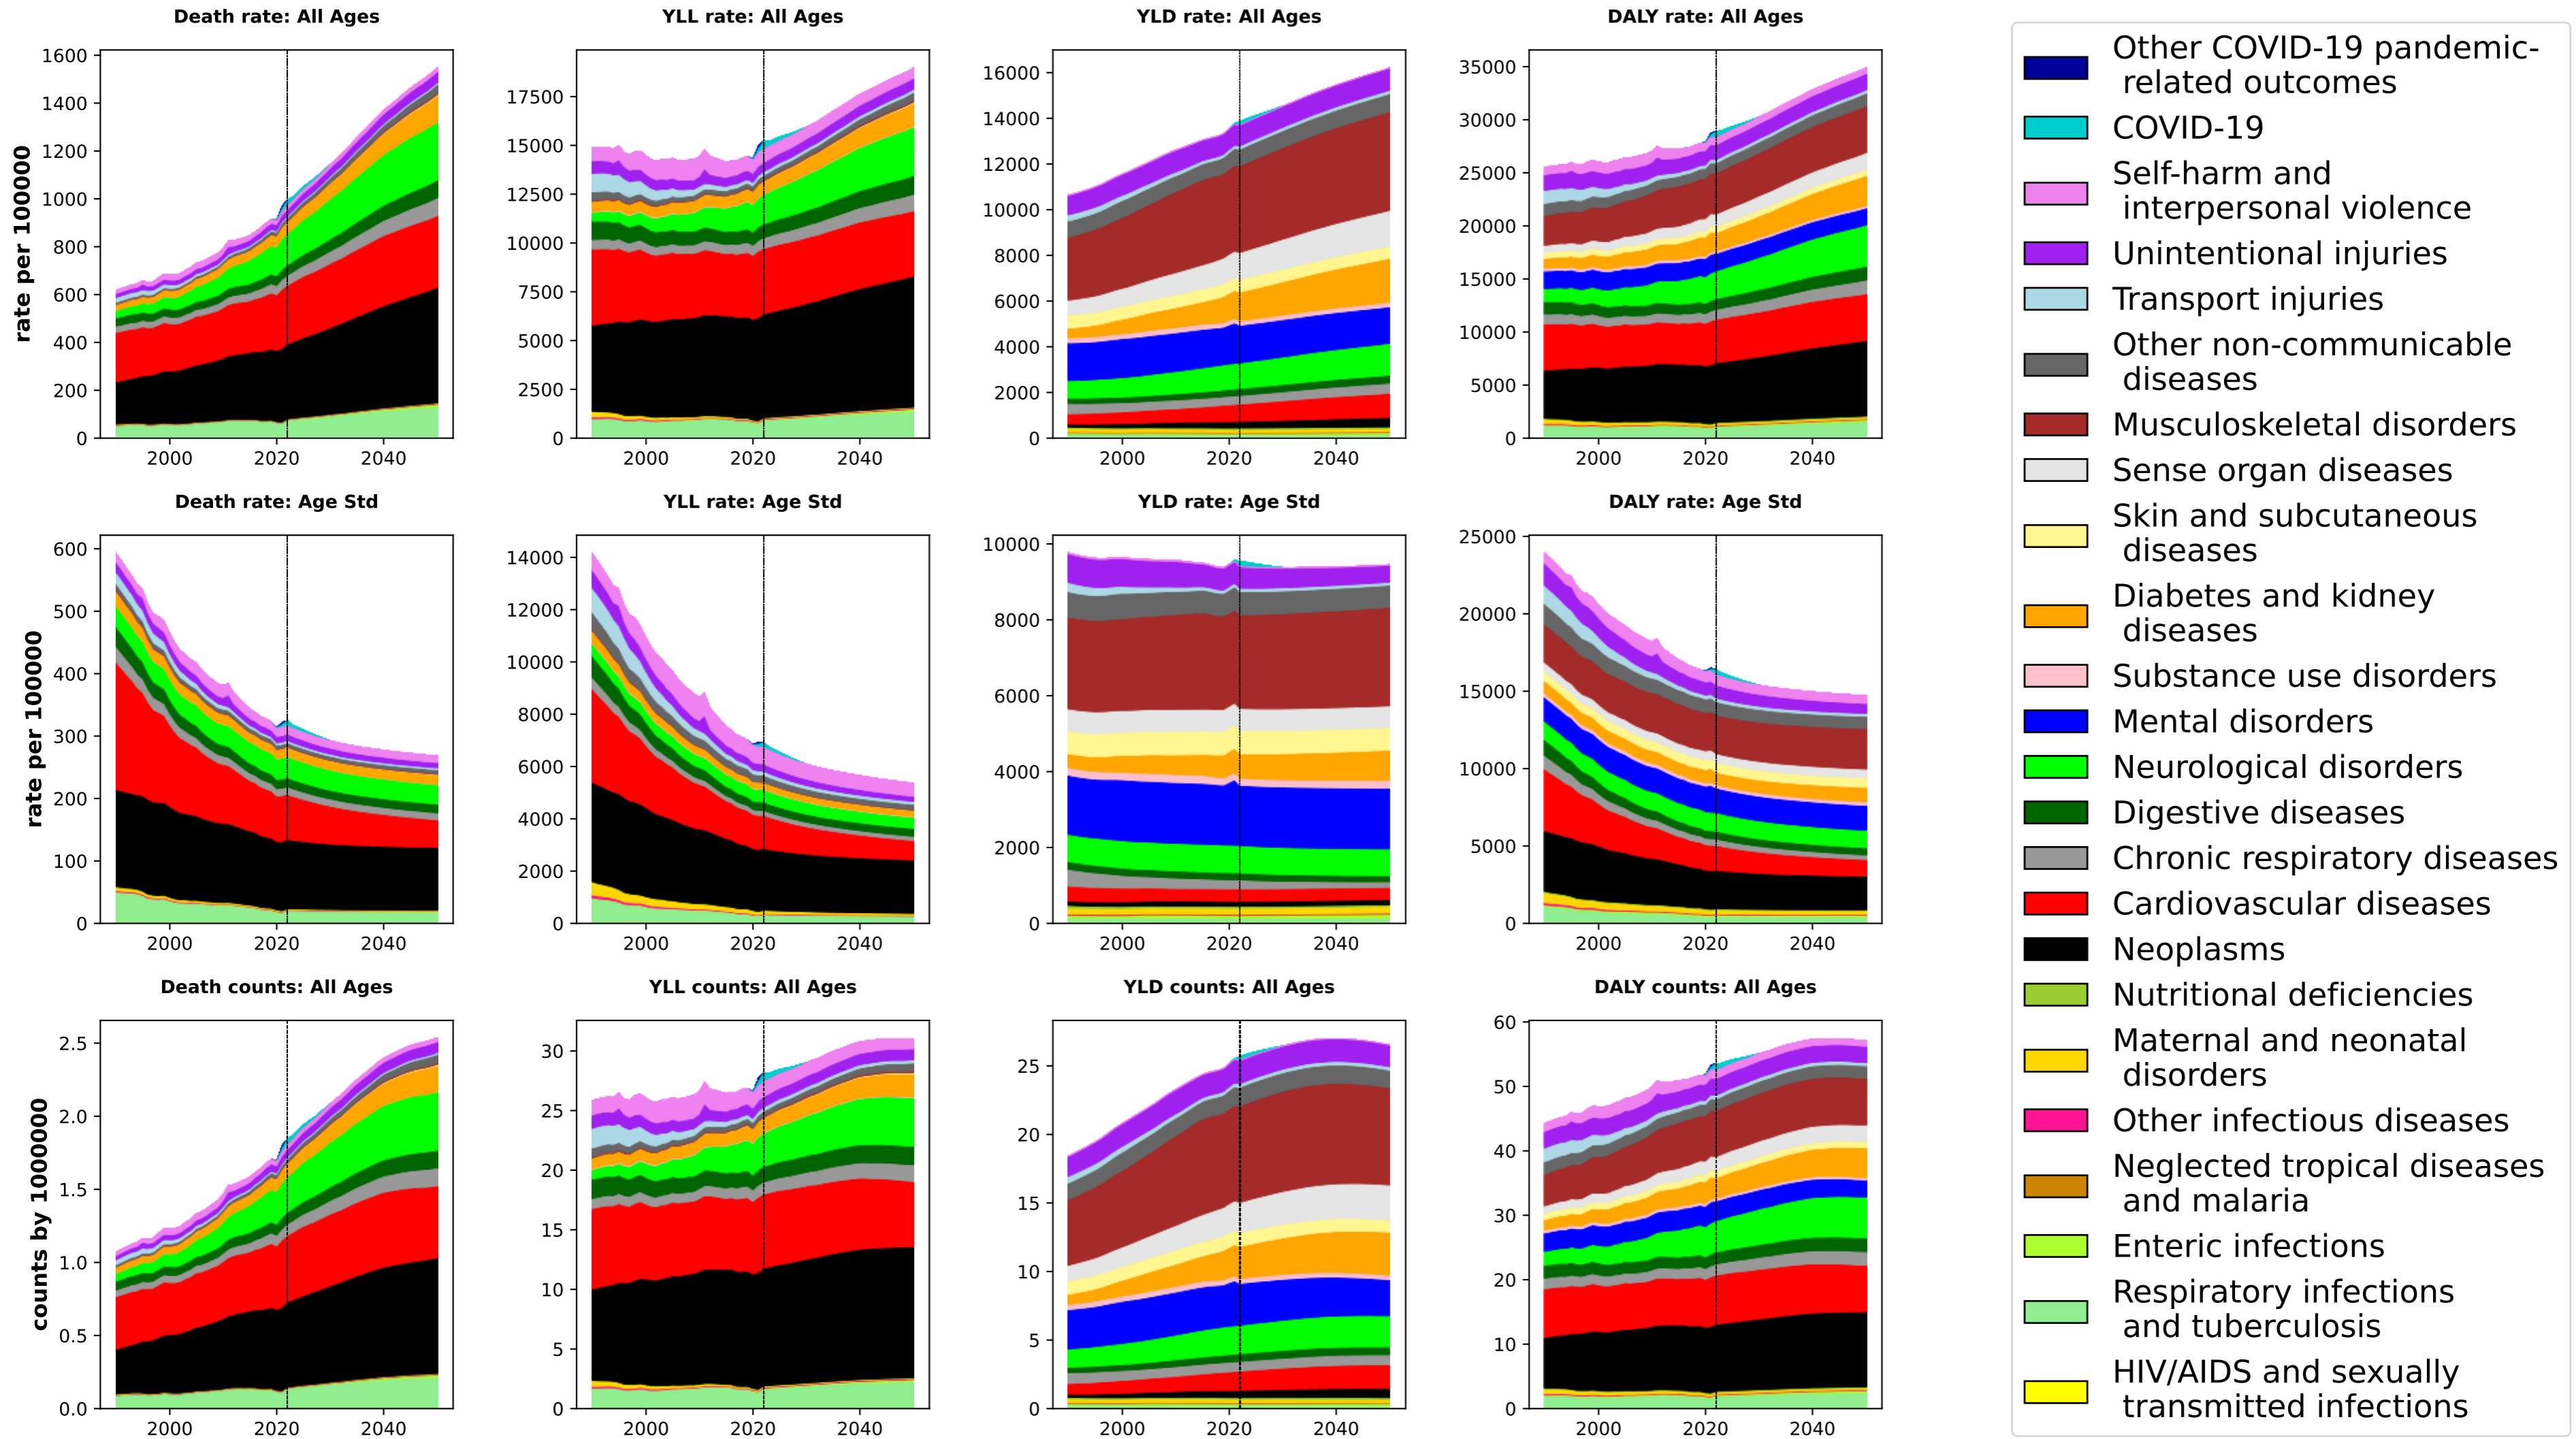 Death rate: All Ages
YLL rate: All Ages
YLD rate: All Ages
DALY rate: All Ages
rate per 100000
1600
1400
1200
1000
800
600
400
200
0
2000 2020 2040
17500
15000
12500
10000
7500
5000
2500
0
2000 2020 2040
16000
14000
12000
10000
8000
6000
4000
2000
0
2000 2020 2040
35000
30000
25000
20000
15000
10000
5000
0
2000 2020 2040
Death rate: Age Std
YLL rate: Age Std
YLD rate: Age Std
DALY rate: Age Std
rate per 100000
600
500
400
300
200
100
0
2000 2020 2040
14000
12000
10000
8000
6000
4000
2000
0
2000 2020 2040
10000
8000
6000
4000
2000
0
2000 2020 2040
25000
20000
15000
10000
5000
0
2000 2020 2040
Death counts: All Ages
YLL counts: All Ages
YLD counts: All Ages
DALY counts: All Ages
counts by 1000000
2.5
2.0
1.5
1.0
0.5
0.0
2000 2020 2040
30
25
20
15
10
5
0
2000 2020 2040
25
20
15
10
5
0
2000 2020 2040
60
50
40
30
20
10
0
2000 2020 2040
Other COVID-19 pandemic-
related outcomes
COVID-19
Self-harm and
interpersonal violence
Unintentional injuries
Transport injuries
Other non-communicable
diseases
Musculoskeletal disorders
Sense organ diseases
Skin and subcutaneous
diseases
Diabetes and kidney
diseases
Substance use disorders
Mental disorders
Neurological disorders
Digestive diseases
Chronic respiratory diseases
Cardiovascular diseases
Neoplasms
Nutritional deficiencies
Maternal and neonatal
disorders
Other infectious diseases
Neglected tropical diseases
and malaria
Enteric infections
Respiratory infections
and tuberculosis
HIV/AIDS and sexually
transmitted infections